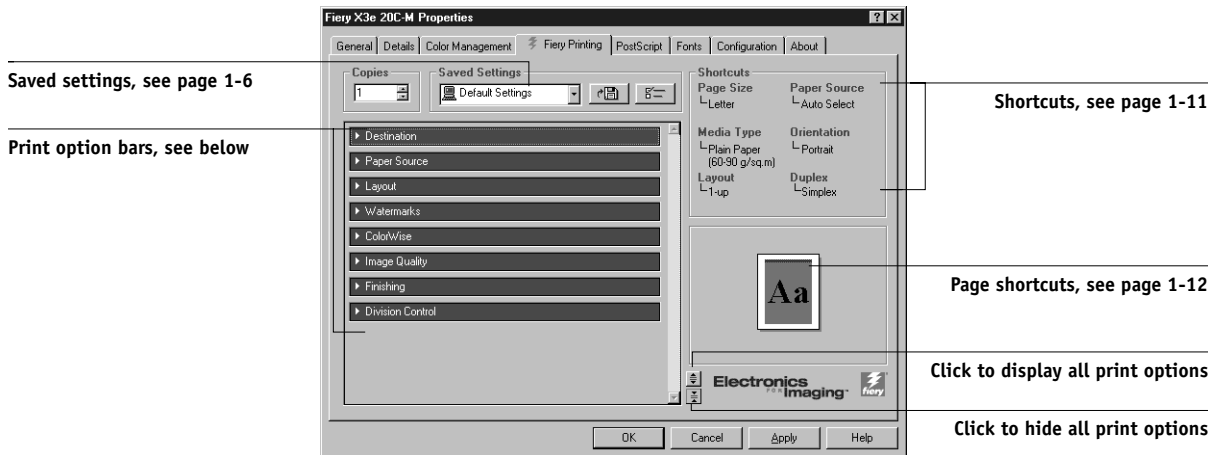 Fiery X3e 20C-M Properties
General Details Color Management Fiery Printing PostScript Fonts Configuration About
Saved settings, see page 1-6
Print option bars, see below
Copies
1
Saved Settings
Default Settings
Destination
Paper Source
Layout
Watermarks
ColorWise
Image Quality
Finishing
Division Control
Shortcuts
Page Size Paper Source
Letter Auto Select
Media Type Orientation
Plain Paper Portrait
(60-90 g/sq.m)
Layout Duplex
1-up Simplex
Aa
Electronics
FOR Imaging
fiery
OK Cancel Apply Help
Shortcuts, see page 1-11
Page shortcuts, see page 1-12
Click to display all print options
Click to hide all print options